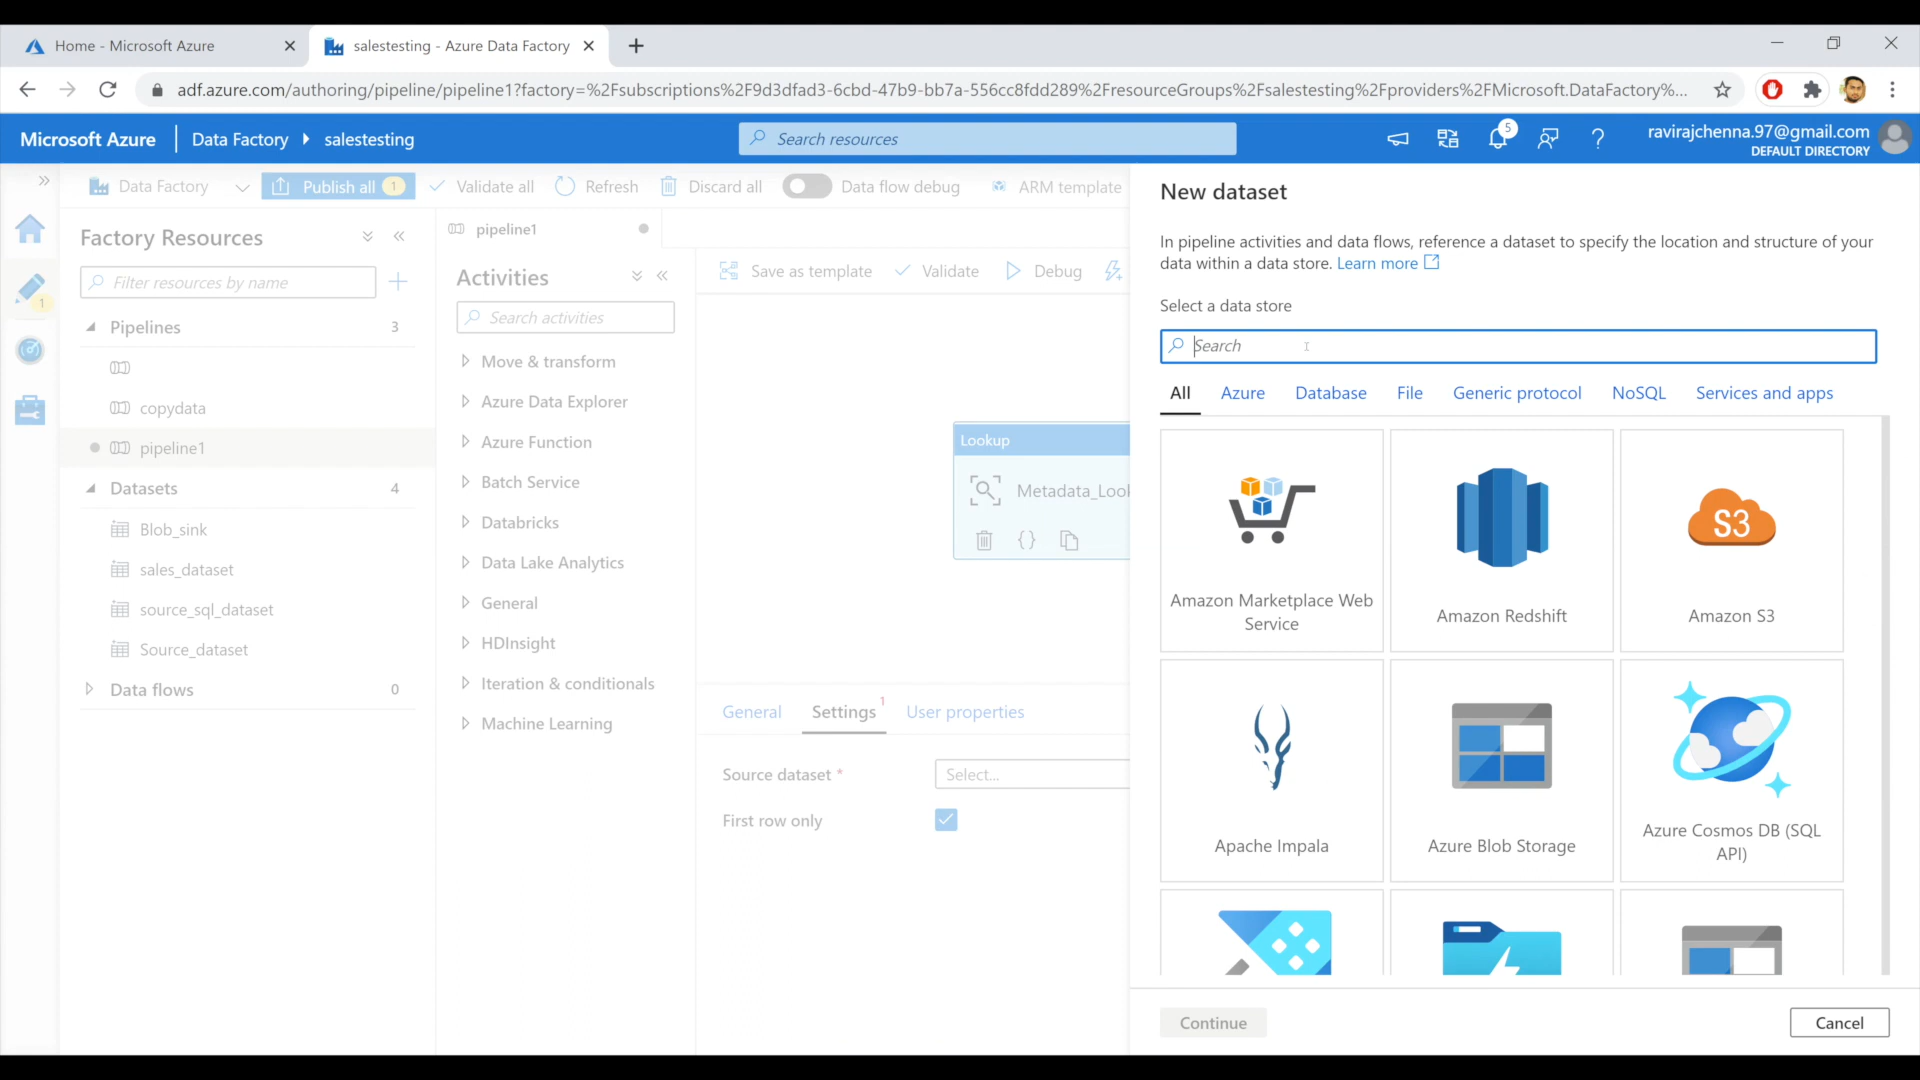 Home - Microsoft Azure
salestesting - Azure Data Factory
adf.azure.com/authoring/pipeline/pipeline1?factory=%2Fsubscriptions%2F9d3dfad3-6cbd-47b9-bb7a-556cc8fdd289%2FresourceGroups%2Fsalestesting%2Fproviders%2FMicrosoft.DataFactory%...
Microsoft Azure
Data Factory
salestesting
Search resources
5
ravirajchenna.97@gmail.com
DEFAULT DIRECTORY
Data Factory
Publish all 1
Validate all
Refresh
Discard all
Data flow debug
ARM template
1
Factory Resources
Filter resources by name
Pipelines 3
copydata
pipeline1
Datasets 4
Blob_sink
sales_dataset
source_sql_dataset
Source_dataset
Data flows 0
pipeline1
Activities
Search activities
Move & transform
Azure Data Explorer
Azure Function
Batch Service
Databricks
Data Lake Analytics
General
HDInsight
Iteration & conditionals
Machine Learning
Save as template
Validate
Debug
Lookup
Metadata_Look
General
Settings 1
User properties
Source dataset *
Select...
First row only
New dataset
In pipeline activities and data flows, reference a dataset to specify the location and structure of your
data within a data store. Learn more
Select a data store
Search
All
Azure
Database
File
Generic protocol
NoSQL
Services and apps
Amazon Marketplace Web
Service
Amazon Redshift
S3
Amazon S3
Apache Impala
Azure Blob Storage
Azure Cosmos DB (SQL
API)
Continue
Cancel